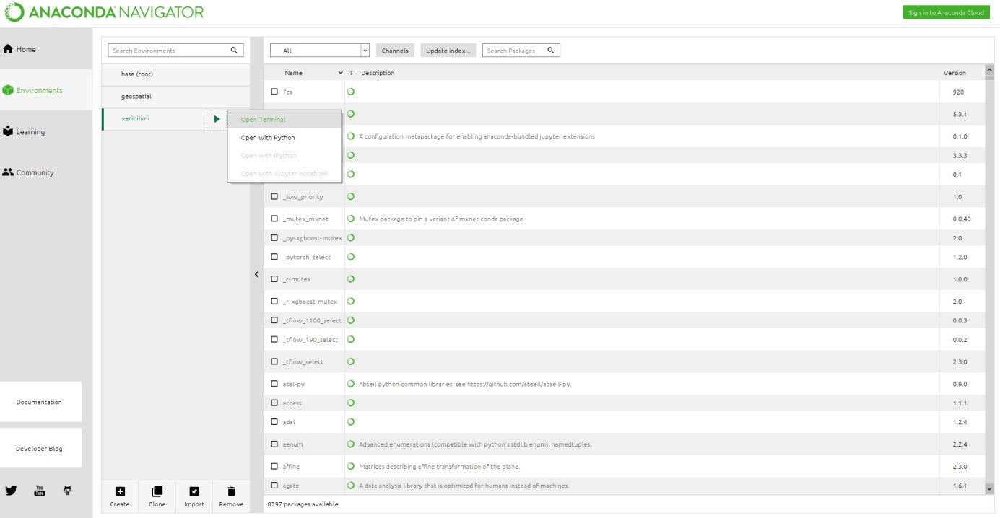 ANACONDA NAVIGATOR
Sign in to Anaconda Cloud
Home
Environments
Learning
Community
Documentation
Developer Blog
You Tube
Search Environments
base (root)
geospatial
veribilimi
Open Terminal
Open with Python
Open with IPython
Open with Jupyter Notebook
Create Clone Import Remove
All Channels Update index... Search Packages
Name T Description Version
7za 920
5.3.1
A configuration metapackage for enabling anaconda-bundled jupyter extensions 0.1.0
3.3.3
0.1
_low_priority 1.0
_mutex_mxnet Mutex package to pin a variant of mxnet conda package 0.0.40
_py-xgboost-mutex 2.0
_pytorch_select 1.2.0
_r-mutex 1.0.0
_r-xgboost-mutex 2.0
_tflow_1100_select 0.0.3
_tflow_190_select 0.0.2
_tflow_select 2.3.0
absl-py Abseil python common libraries, see https://github.com/abseil/abseil-py. 0.9.0
access 1.1.1
adal 1.2.4
aenum Advanced enumerations (compatible with python's stdlib enum), namedtuples, 2.2.4
affine Matrices describing affine transformation of the plane. 2.3.0
agate A data analysis library that is optimized for humans instead of machines. 1.6.1
8397 packages available